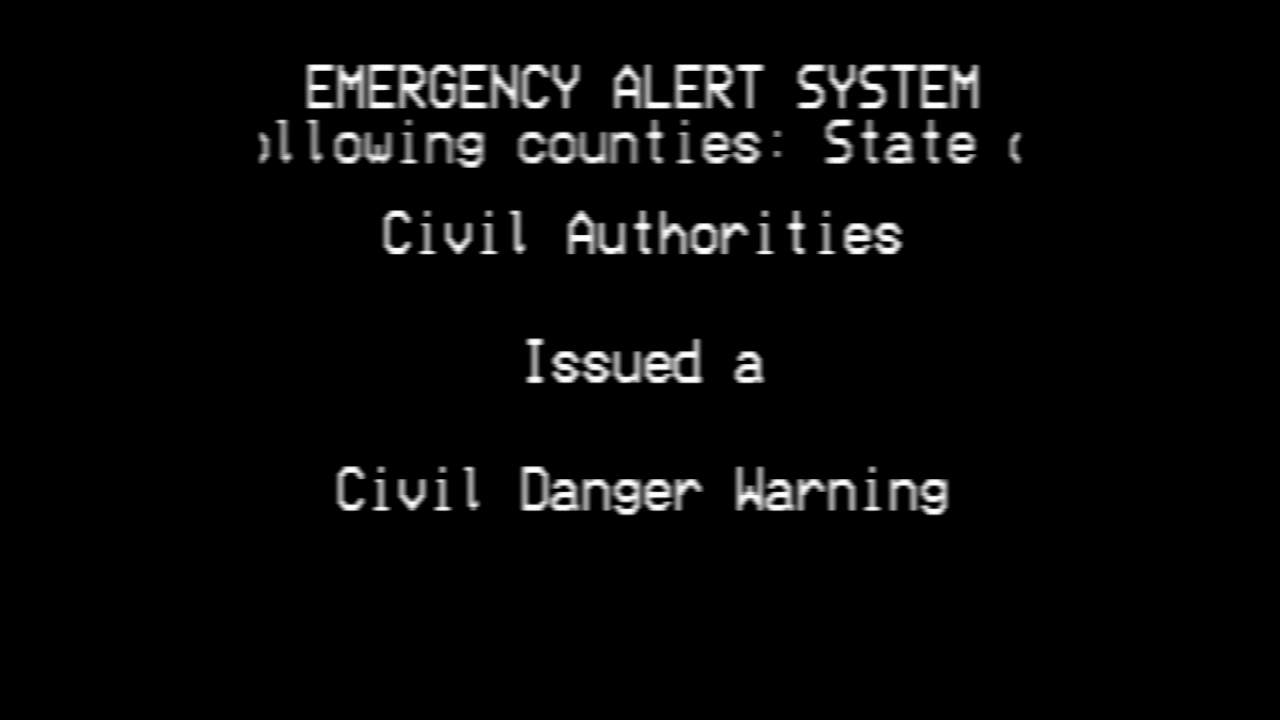 EMERGENCY ALERT SYSTEM
llowing counties: State
Civil Authorities
Issued a
Civil Danger Warning